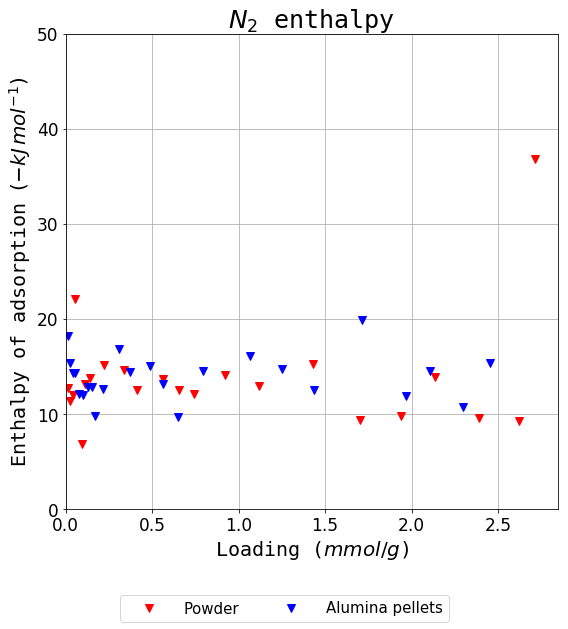 N₂ enthalpy
Enthalpy of adsorption (−kJ mol⁻¹)
50
40
30
20
10
0
0.0 0.5 1.0 1.5 2.0 2.5
Loading (mmol/g)
Powder Alumina pellets